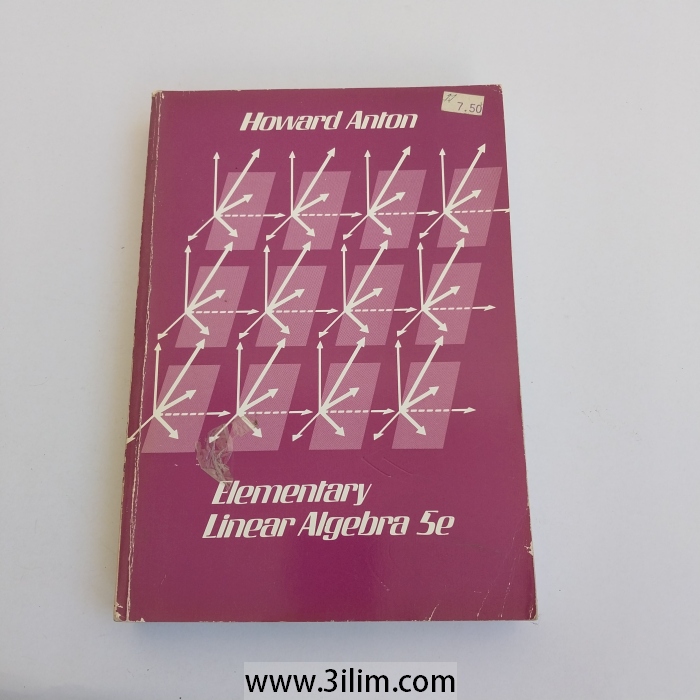 Howard Anton
7.50
Elementary
Linear Algebra 5e
www.3ilim.com